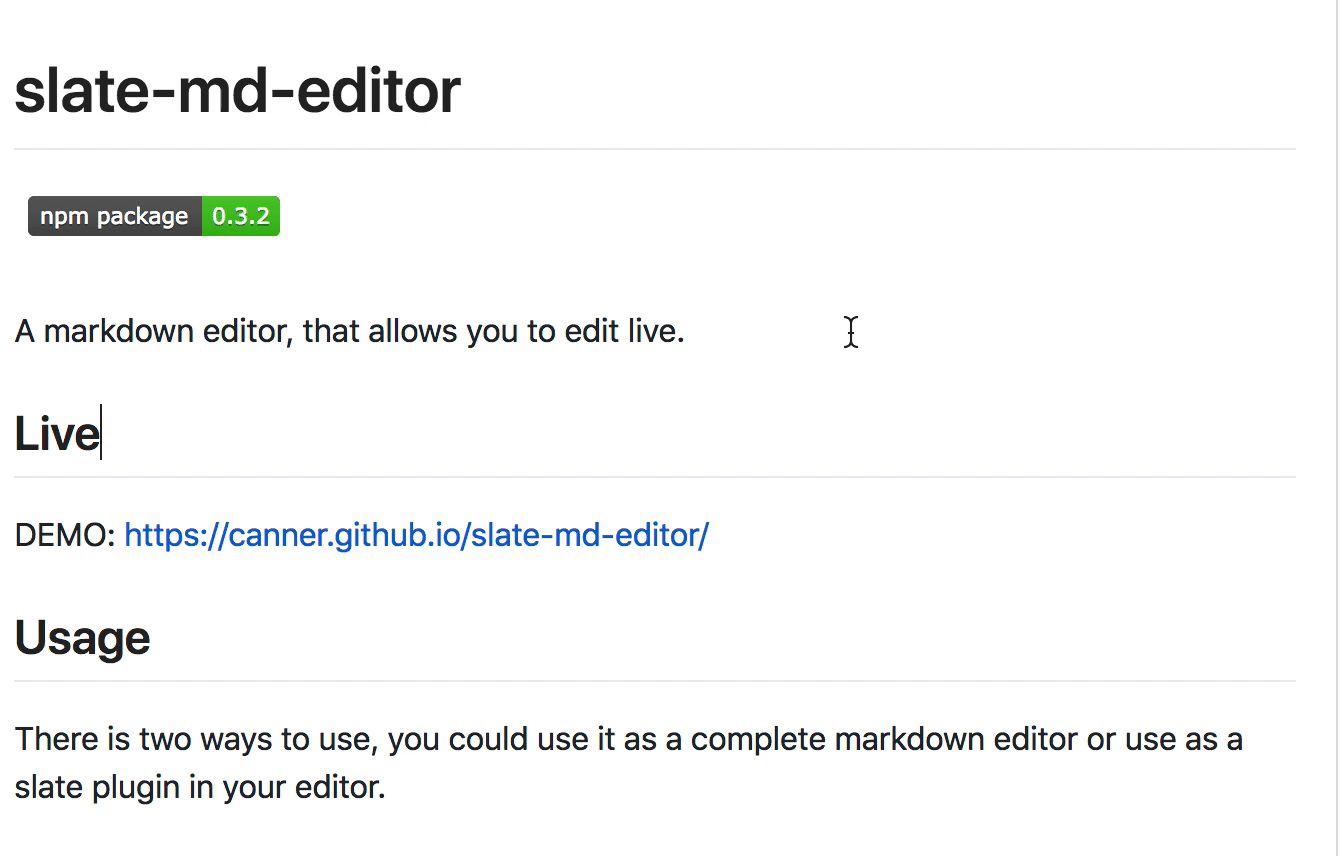 slate-md-editor
npm package 0.3.2
A markdown editor, that allows you to edit live.
Live
DEMO: https://canner.github.io/slate-md-editor/
Usage
There is two ways to use, you could use it as a complete markdown editor or use as a
slate plugin in your editor.